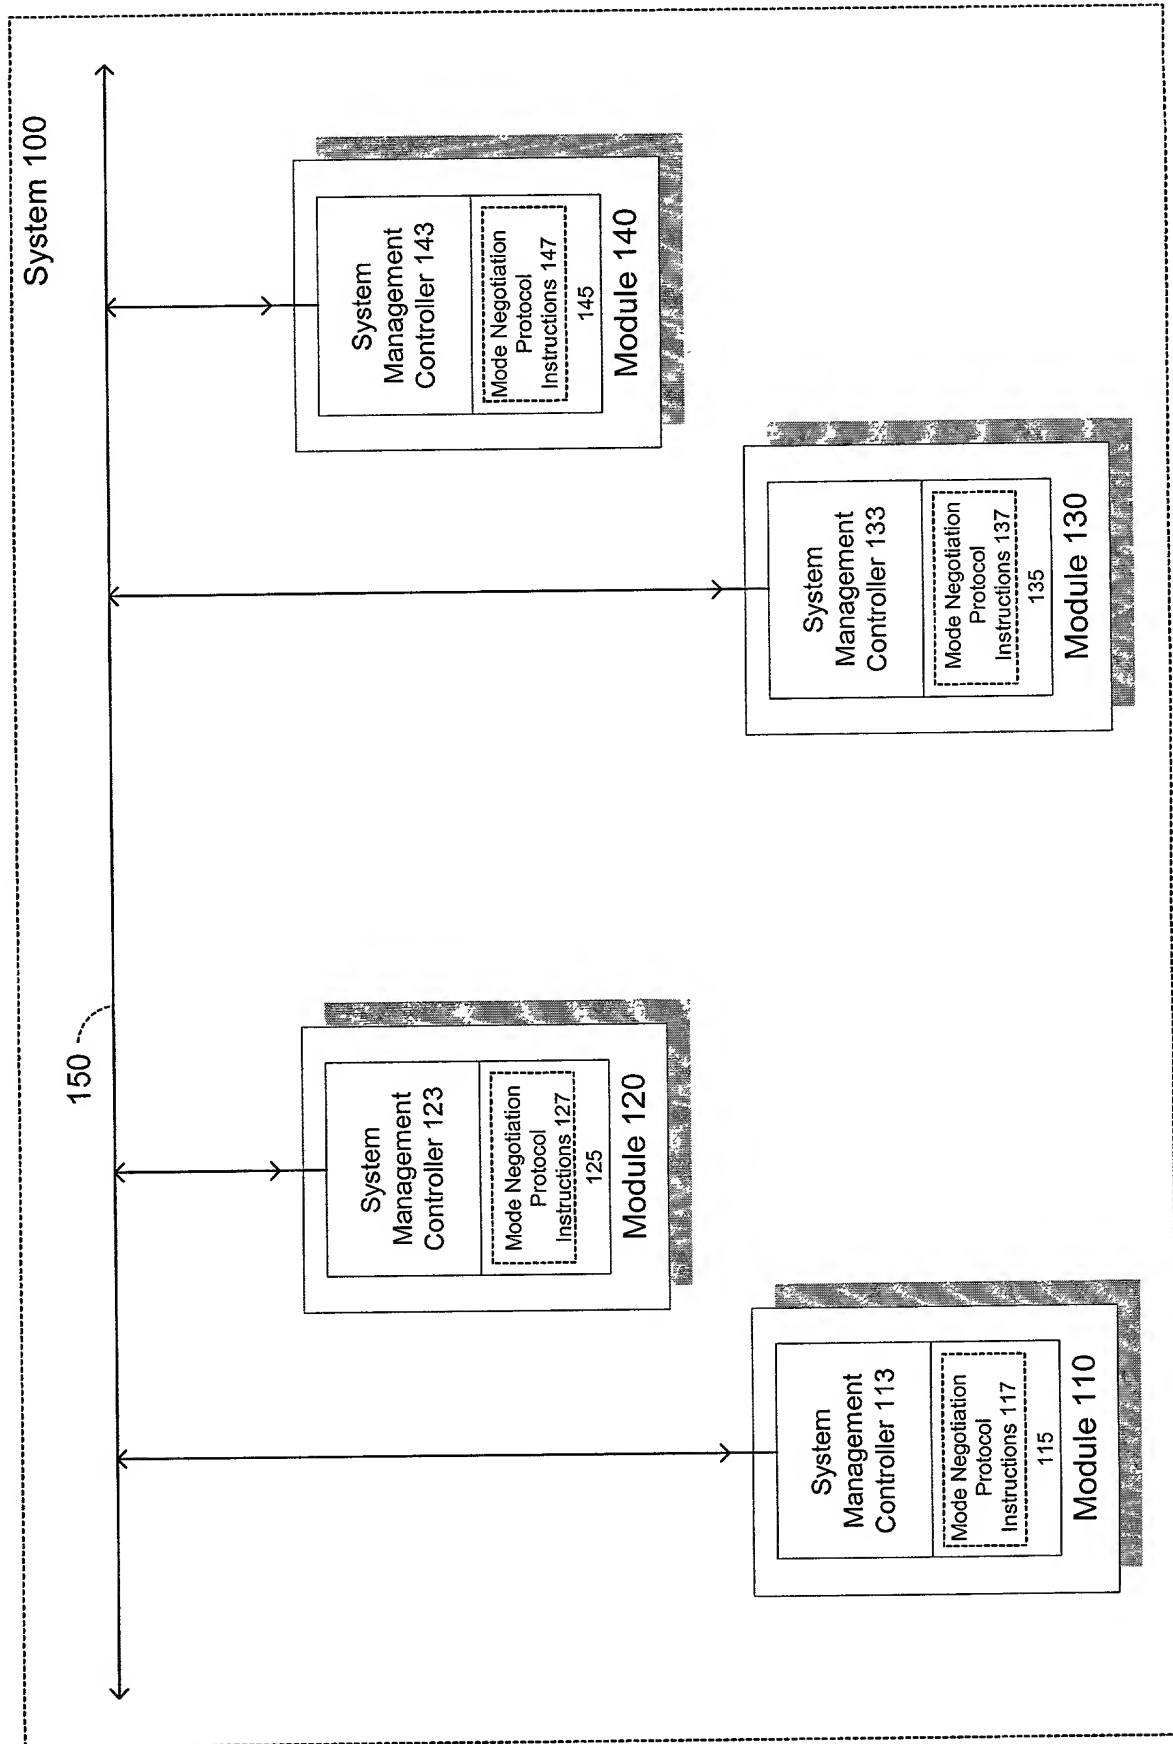 System 100
150
System
Management
Controller 113
Mode Negotiation
Protocol
Instructions 117
115
Module 110
System
Management
Controller 123
Mode Negotiation
Protocol
Instructions 127
125
Module 120
System
Management
Controller 133
Mode Negotiation
Protocol
Instructions 137
135
Module 130
System
Management
Controller 143
Mode Negotiation
Protocol
Instructions 147
145
Module 140